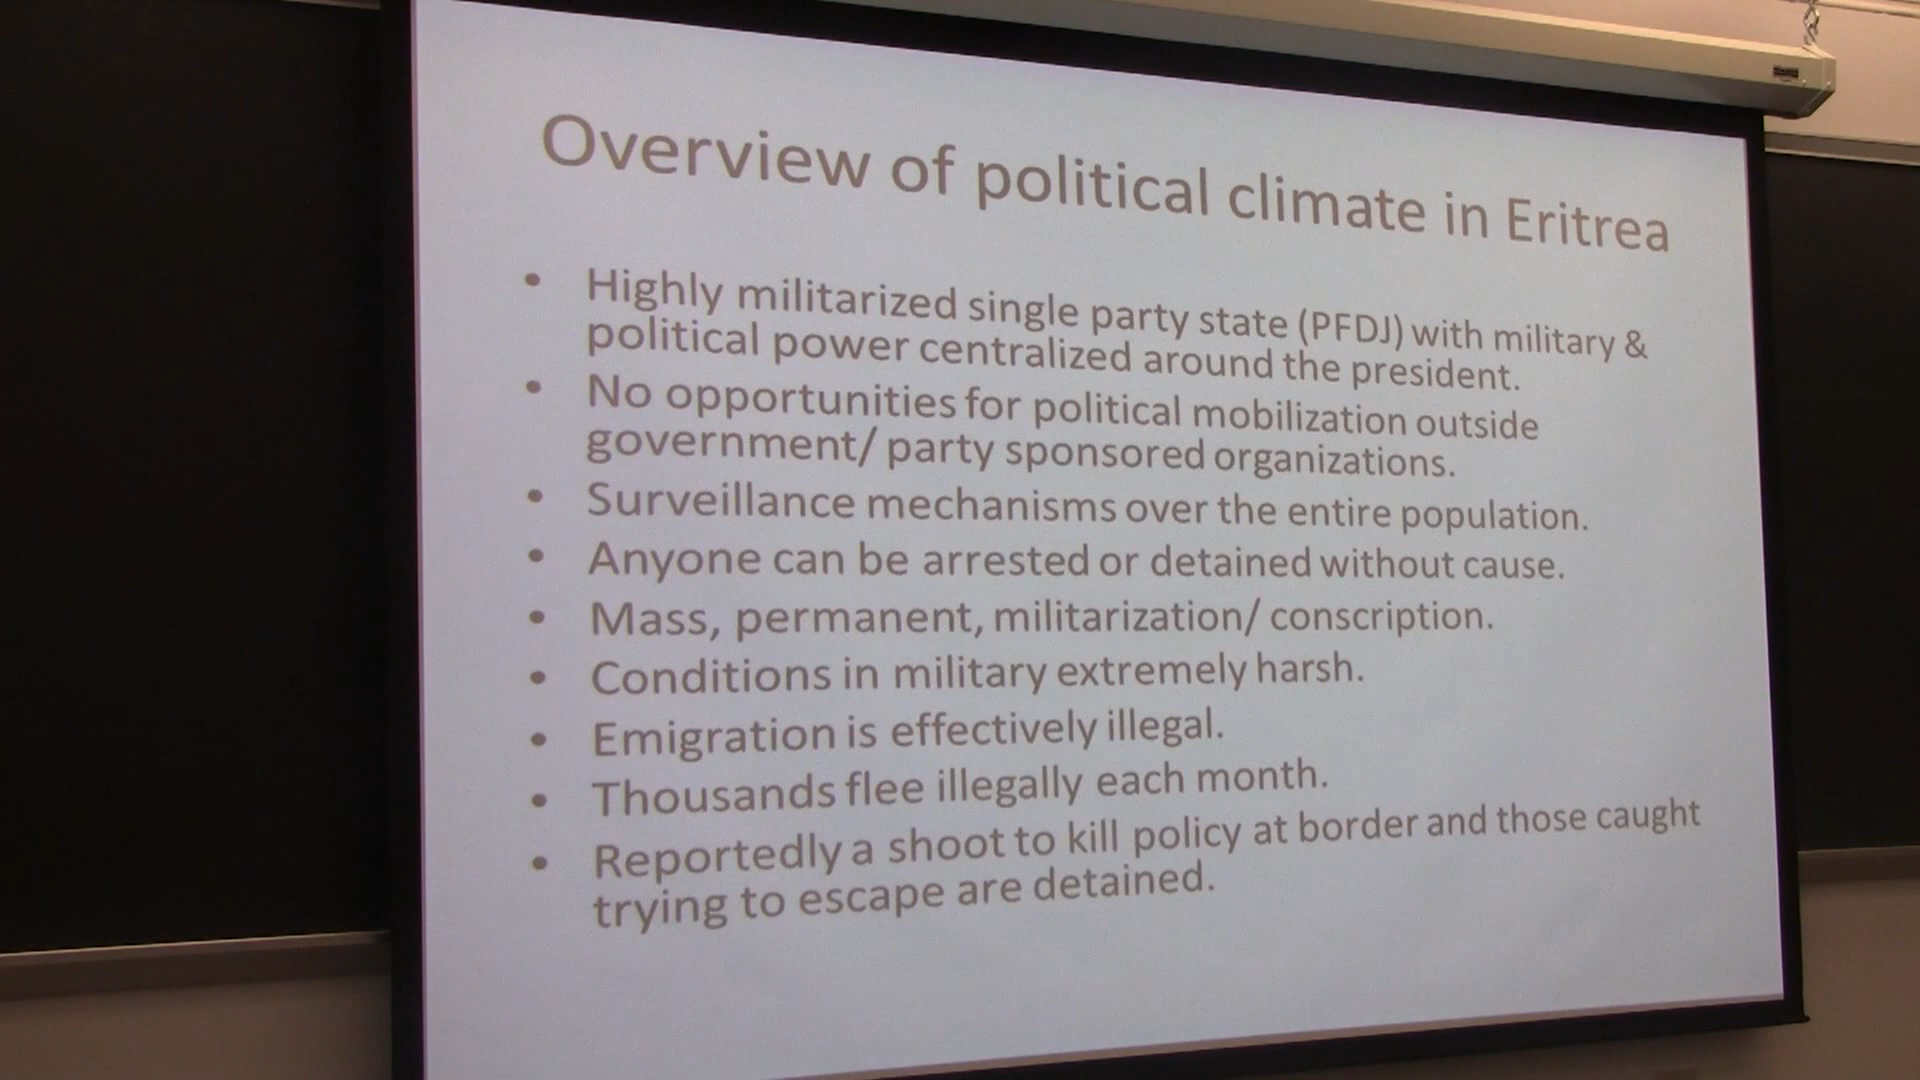 Overview of political climate in Eritrea
• Highly militarized single party state (PFDJ) with military &
political power centralized around the president.
• No opportunities for political mobilization outside
government/ party sponsored organizations.
• Surveillance mechanisms over the entire population.
• Anyone can be arrested or detained without cause.
• Mass, permanent, militarization/ conscription.
• Conditions in military extremely harsh.
• Emigration is effectively illegal.
• Thousands flee illegally each month.
• Reportedly a shoot to kill policy at border and those caught
trying to escape are detained.